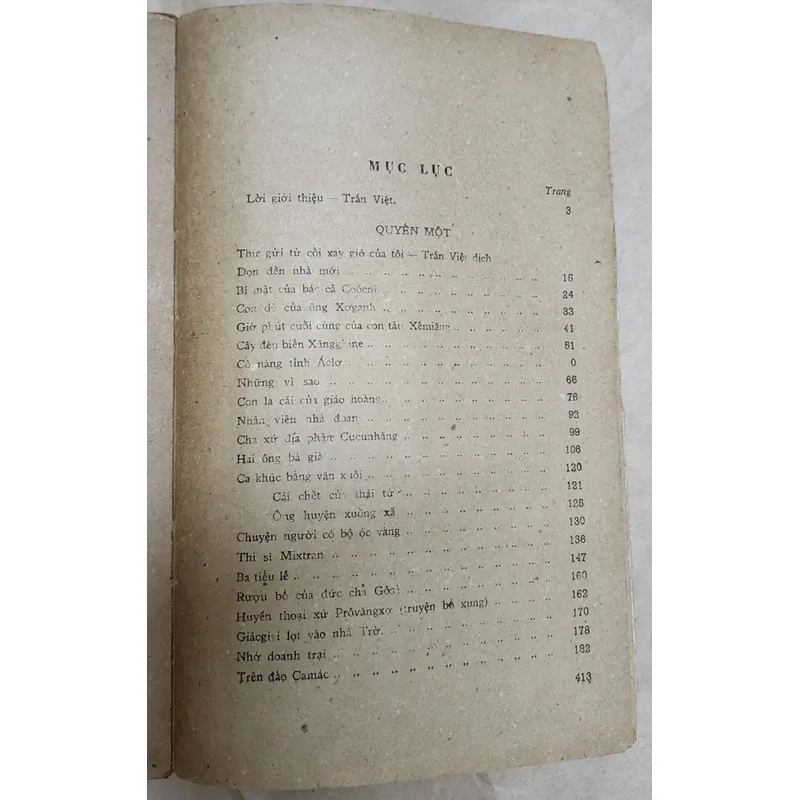 MỤC LỤC
Trang
Lời giới thiệu — Trần Việt. 3
QUYỂN MỘT
Thư gửi từ cối xay gió của tôi — Trần Việt dịch
Dọn đến nhà mới 16
Bí mật của bác cả Coócni 24
Con dê của ông Xơganh 33
Giờ phút cuối cùng của con tàu Xêmiăng 41
Cây đèn biển 51
Cô nàng tỉnh Áclơ 0
Những vì sao 66
Con la cái của giáo hoàng 76
Nhân viên nhà đoan 92
Cha xứ địa phận Cucunhăng 99
Hai ông bà già 106
Ca khúc bằng văn xuôi 120
Cái chết của thái tử 121
Ông huyện xuống xã 125
Chuyện người có bộ óc vàng 130
Thi sĩ Mixtran 136
Ba tiểu lễ 147
Rượu bổ của đức cha 160
Huyền thoại xứ Prôvăngxơ (truyện bổ xung) 162
lọt vào nhà Trờ. 170
Nhớ doanh trại 178
182
Trên đảo Camác 413